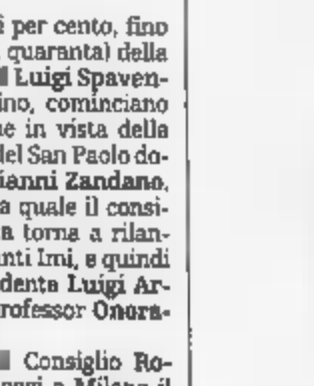 per cento, fino
quaranta) della
Luigi Spaven-
ino, cominciano
in vista della
del San Paolo do-
ianni Zandano,
a quale il consi-
a torna a rilan-
nti Imi, e quindi
dente Luigi Ar-
rofessor Onora-
Consiglio Ro-
Milano il